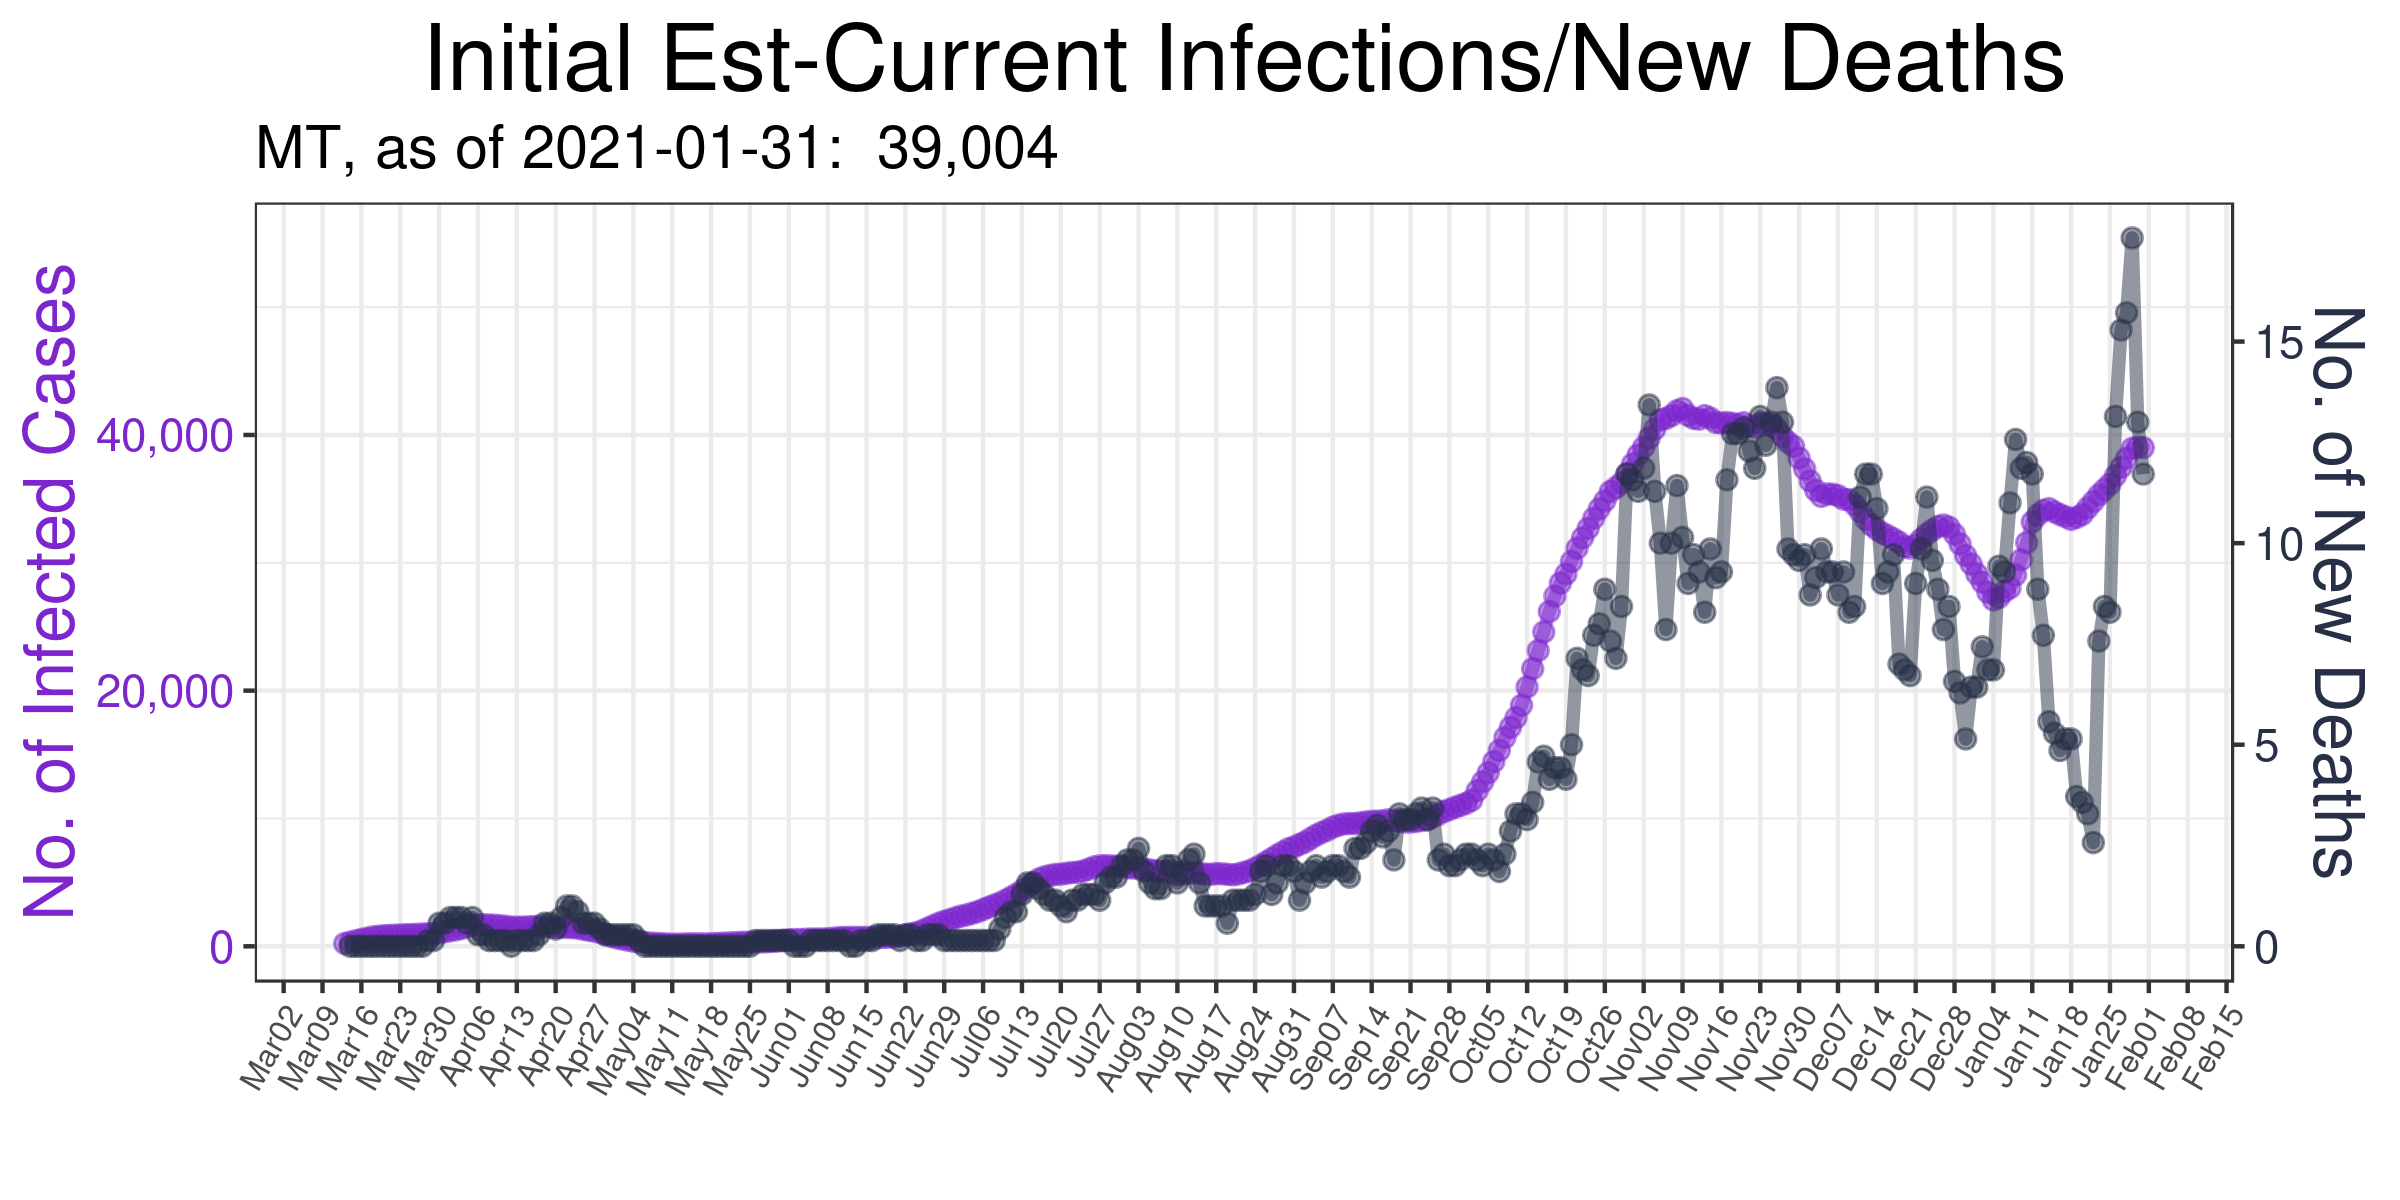 Initial Est-Current Infections/New Deaths
MT, as of 2021-01-31:  39,004
No. of Infected Cases
40,000
20,000
0
15
10
5
0
No. of New Deaths
Mar02
Mar09
Mar16
Mar23
Mar30
Apr06
Apr13
Apr20
Apr27
May04
May11
May18
May25
Jun01
Jun08
Jun15
Jun22
Jun29
Jul06
Jul13
Jul20
Jul27
Aug03
Aug10
Aug17
Aug24
Aug31
Sep07
Sep14
Sep21
Sep28
Oct05
Oct12
Oct19
Oct26
Nov02
Nov09
Nov16
Nov23
Nov30
Dec07
Dec14
Dec21
Dec28
Jan04
Jan11
Jan18
Jan25
Feb01
Feb08
Feb15